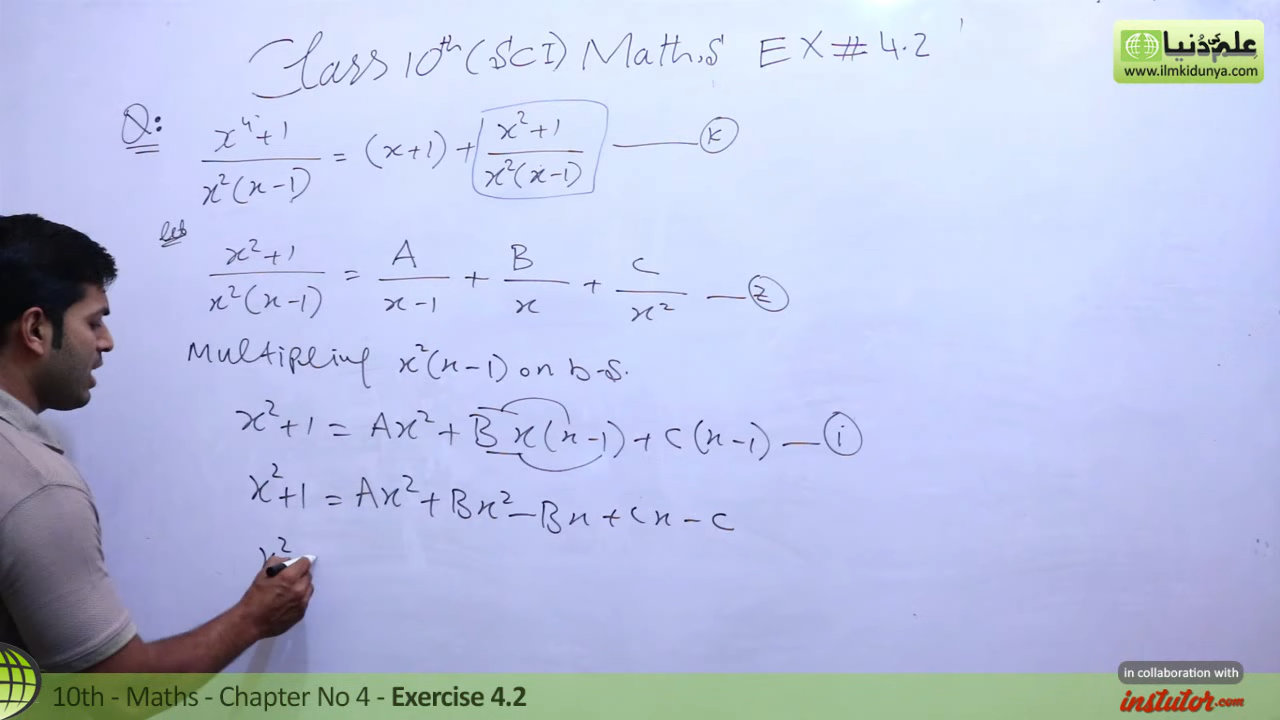 Class 10th (SCI) Maths EX # 4.2
علم کی دُنیا
www.ilmkidunya.com
Q: x⁴+1 / x²(x-1) = (x+1) + x²+1 / x²(x-1) — K
let x²+1 / x²(x-1) = A / x-1 + B / x + C / x² — Z
Multipling x²(x-1) on b-s.
x²+1 = Ax² + Bx(x-1) + C(x-1) — i
x²+1 = Ax² + Bx² - Bx + Cx - C
x²
10th - Maths - Chapter No 4 - Exercise 4.2
in collaboration with
instutor.com